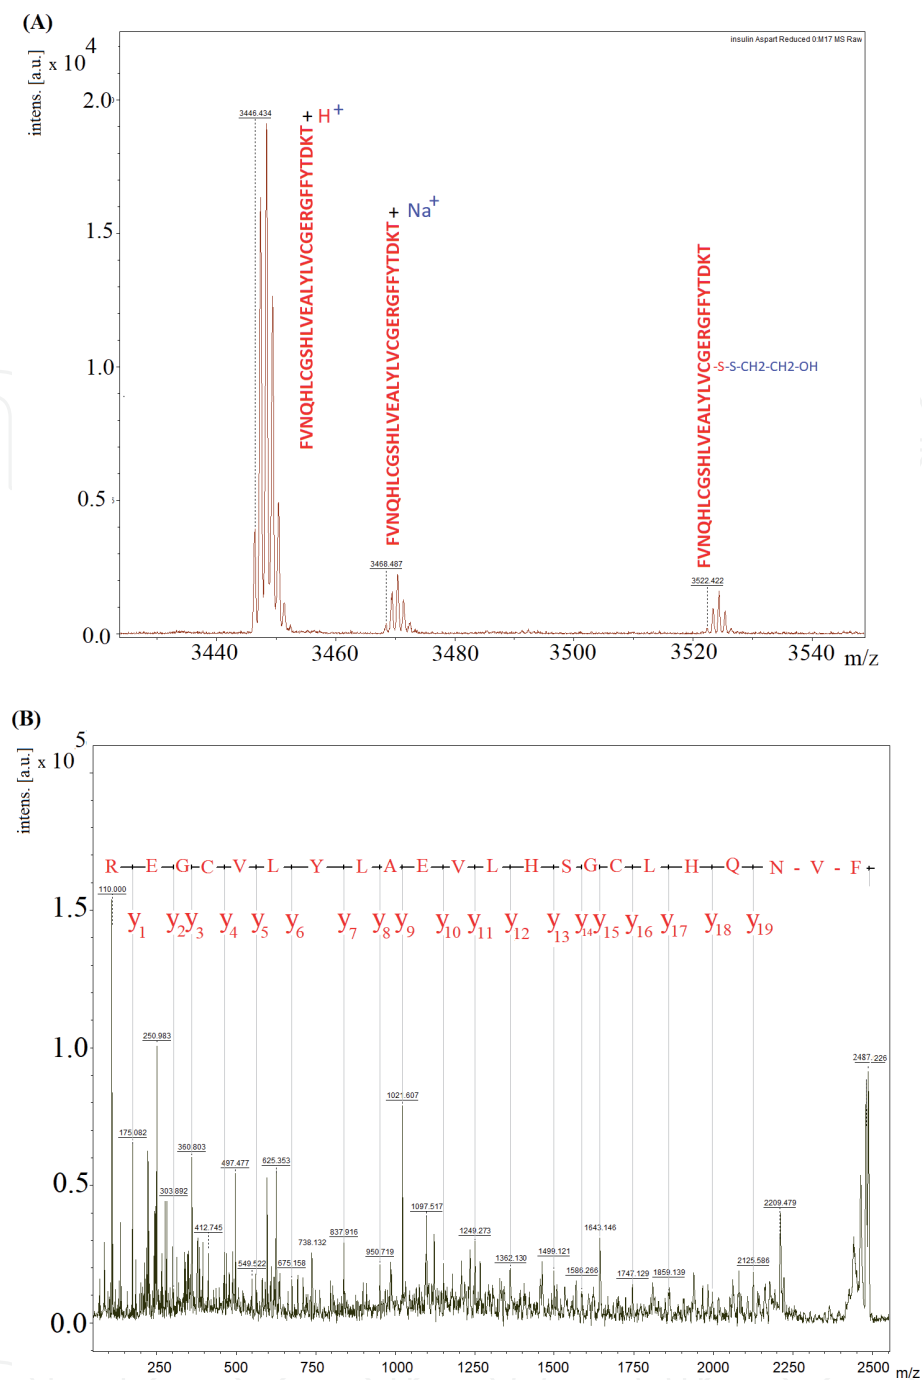 (A)
intens. [a.u.]
x 10 4
insulin Aspart Reduced 0:M17 MS Raw
2.0
1.5
1.0
0.5
0.0
3446.434
FVNQHLCGSHLVEALYLVCGERGFFYTDKT + H+
3468.487
FVNQHLCGSHLVEALYLVCGERGFFYTDKT + Na+
3522.422
FVNQHLCGSHLVEALYLVCGERGFFYTDKT
-S-S-CH2-CH2-OH
3440 3460 3480 3500 3520 3540 m/z
(B)
intens. [a.u.]
x 10 5
R E G C V L Y L A E V L H S G C L H Q N - V - F
y1 y2 y3 y4 y5 y6 y7 y8 y9 y10 y11 y12 y13 y14 y15 y16 y17 y18 y19
1.5
1.0
0.5
0.0
110.000
175.082
250.983
303.892
360.803
412.745
497.477
549.522
625.353
675.158
738.132
837.916
950.719
1021.607
1097.517
1249.273
1362.130
1499.121
1586.266
1643.146
1747.129
1859.139
2125.586
2209.479
2487.226
250 500 750 1000 1250 1500 1750 2000 2250 2500 m/z